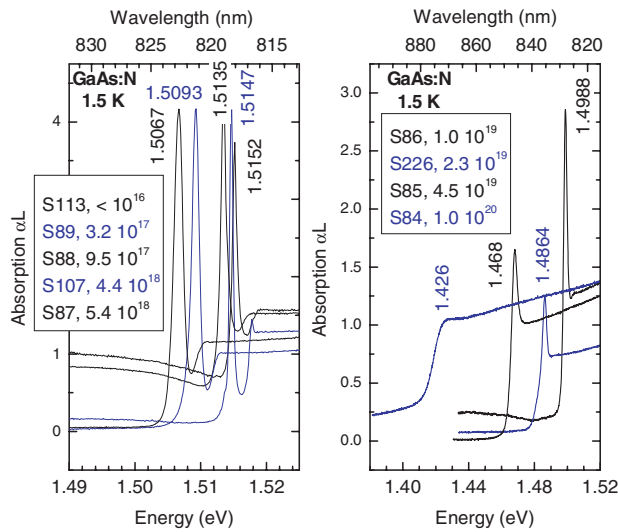 Wavelength (nm)
830 825 820 815
GaAs:N
1.5 K
1.5067
1.5093
1.5135
1.5147
1.5152
S113, < 10^16
S89, 3.2 10^17
S88, 9.5 10^17
S107, 4.4 10^18
S87, 5.4 10^18
Absorption αL
4
1
0
1.49 1.50 1.51 1.52
Energy (eV)
Wavelength (nm)
880 860 840 820
GaAs:N
1.5 K
S86, 1.0 10^19
S226, 2.3 10^19
S85, 4.5 10^19
S84, 1.0 10^20
1.426
1.468
1.4864
1.4988
Absorption αL
3.0
2.5
2.0
1.5
1.0
0.5
0.0
1.40 1.44 1.48 1.52
Energy (eV)